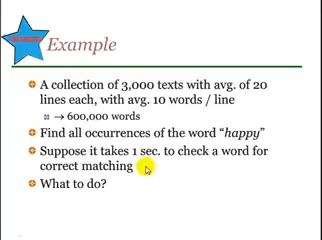 Example
A collection of 3,000 texts with avg. of 20
lines each, with avg. 10 words / line
→ 600,000 words
Find all occurrences of the word “happy”
Suppose it takes 1 sec. to check a word for
correct matching
What to do?